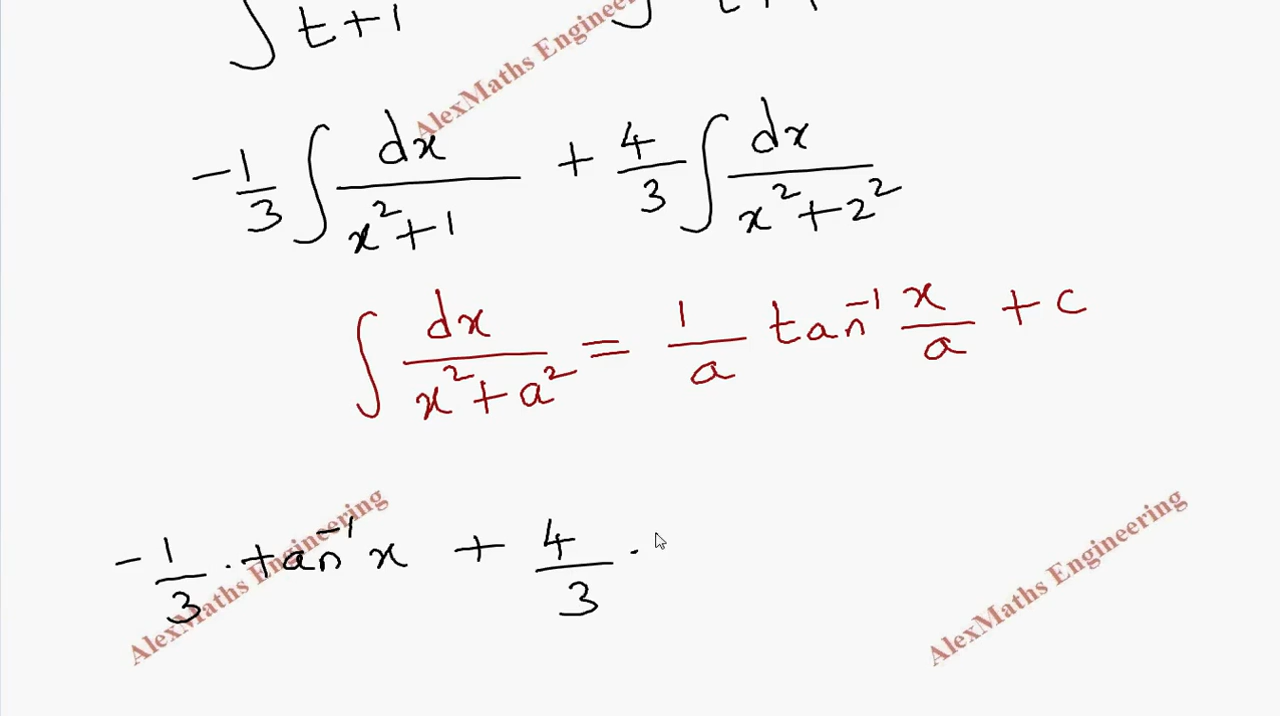 ∫ t+1 ∫
AlexMaths Engineering
-1/3 ∫ dx/(x²+1) + 4/3 ∫ dx/(x²+2²)
∫ dx/(x²+a²) = 1/a tan⁻¹ x/a + c
-1/3 · tan⁻¹ x + 4/3 ·
AlexMaths Engineering
AlexMaths Engineering